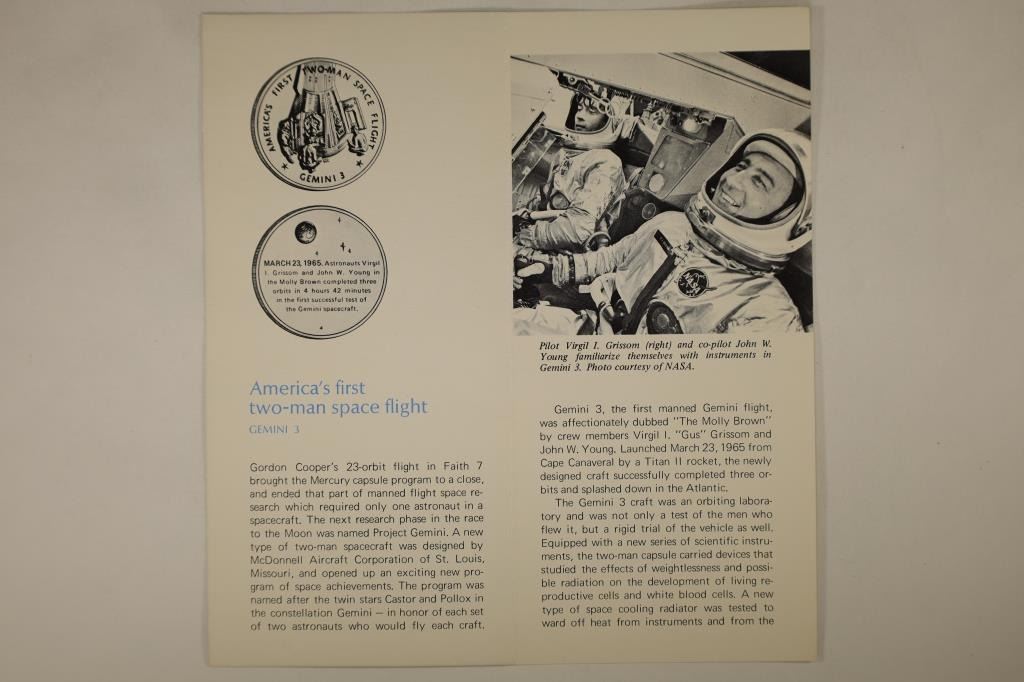 AMERICA'S FIRST TWO-MAN SPACE FLIGHT
GEMINI 3
MARCH 23, 1965. Astronauts Virgil
I. Grissom and John W. Young in
the Molly Brown completed three
orbits in 4 hours 42 minutes
in the first successful test of
the Gemini spacecraft.
America's first
two-man space flight
GEMINI 3
Gordon Cooper's 23-orbit flight in Faith 7
brought the Mercury capsule program to a close,
and ended that part of manned flight space re-
search which required only one astronaut in a
spacecraft. The next research phase in the race
to the Moon was named Project Gemini. A new
type of two-man spacecraft was designed by
McDonnell Aircraft Corporation of St. Louis,
Missouri, and opened up an exciting new pro-
gram of space achievements. The program was
named after the twin stars Castor and Pollox in
the constellation Gemini — in honor of each set
of two astronauts who would fly each craft.
NASA
Pilot Virgil I. Grissom (right) and co-pilot John W.
Young familiarize themselves with instruments in
Gemini 3. Photo courtesy of NASA.
Gemini 3, the first manned Gemini flight,
was affectionately dubbed "The Molly Brown"
by crew members Virgil I. "Gus" Grissom and
John W. Young. Launched March 23, 1965 from
Cape Canaveral by a Titan II rocket, the newly
designed craft successfully completed three or-
bits and splashed down in the Atlantic.
The Gemini 3 craft was an orbiting labora-
tory and was not only a test of the men who
flew it, but a rigid trial of the vehicle as well.
Equipped with a new series of scientific instru-
ments, the two-man capsule carried devices that
studied the effects of weightlessness and possi-
ble radiation on the development of living re-
productive cells and white blood cells. A new
type of space cooling radiator was tested to
ward off heat from instruments and from the